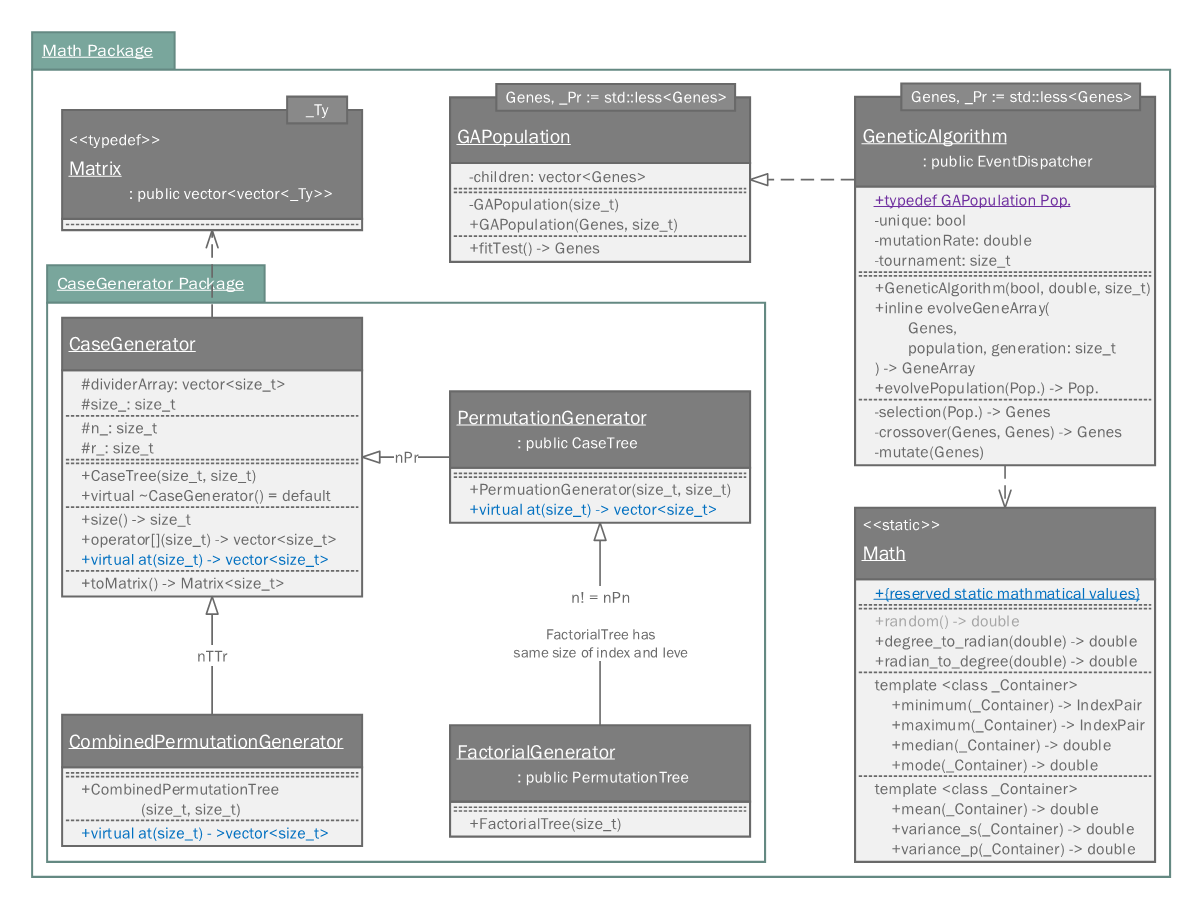 Math Package
_Ty
<<typedef>>
Matrix
: public vector<vector<_Ty>>
Genes, _Pr := std::less<Genes>
GAPopulation
-children: vector<Genes>
-GAPopulation(size_t)
+GAPopulation(Genes, size_t)
+fitTest() -> Genes
Genes, _Pr := std::less<Genes>
GeneticAlgorithm
: public EventDispatcher
+typedef GAPopulation Pop.
-unique: bool
-mutationRate: double
-tournament: size_t
+GeneticAlgorithm(bool, double, size_t)
+inline evolveGeneArray(
Genes,
population, generation: size_t
) -> GeneArray
+evolvePopulation(Pop.) -> Pop.
-selection(Pop.) -> Genes
-crossover(Genes, Genes) -> Genes
-mutate(Genes)
CaseGenerator Package
CaseGenerator
#dividerArray: vector<size_t>
#size_: size_t
#n_: size_t
#r_: size_t
+CaseTree(size_t, size_t)
+virtual ~CaseGenerator() = default
+size() -> size_t
+operator[](size_t) -> vector<size_t>
+virtual at(size_t) -> vector<size_t>
+toMatrix() -> Matrix<size_t>
nPr
PermutationGenerator
: public CaseTree
+PermuationGenerator(size_t, size_t)
+virtual at(size_t) -> vector<size_t>
n! = nPn
FactorialTree has
same size of index and leve
nTTr
CombinedPermutationGenerator
+CombinedPermutationTree
(size_t, size_t)
+virtual at(size_t) - >vector<size_t>
FactorialGenerator
: public PermutationTree
+FactorialTree(size_t)
<<static>>
Math
+{reserved static mathmatical values}
+random() -> double
+degree_to_radian(double) -> double
+radian_to_degree(double) -> double
template <class _Container>
+minimum(_Container) -> IndexPair
+maximum(_Container) -> IndexPair
+median(_Container) -> double
+mode(_Container) -> double
template <class _Container>
+mean(_Container) -> double
+variance_s(_Container) -> double
+variance_p(_Container) -> double